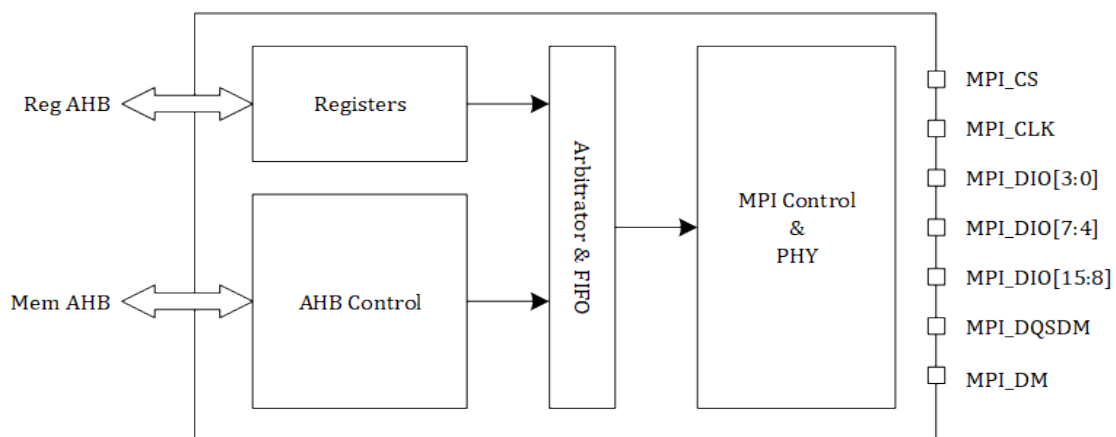 Reg AHB
Registers
Mem AHB
AHB Control
Arbitrator & FIFO
MPI Control
&
PHY
MPI_CS
MPI_CLK
MPI_DIO[3:0]
MPI_DIO[7:4]
MPI_DIO[15:8]
MPI_DQSDM
MPI_DM